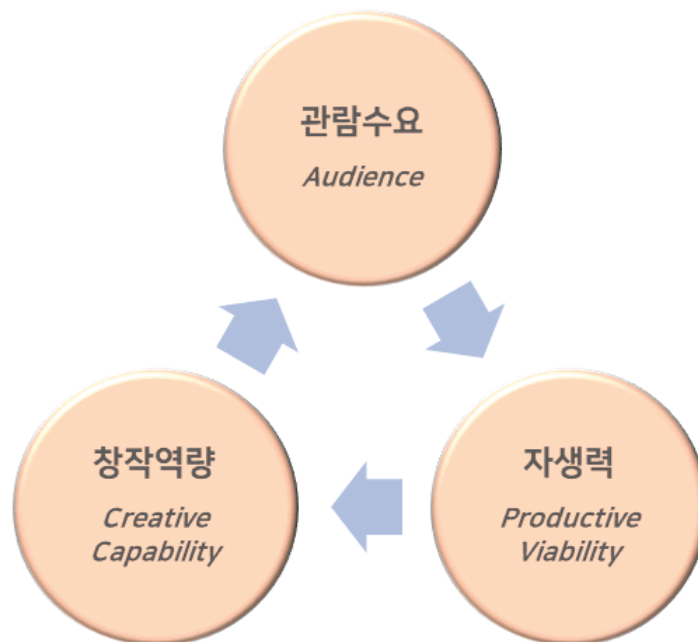 관람수요
Audience
창작역량
Creative
Capability
자생력
Productive
Viability